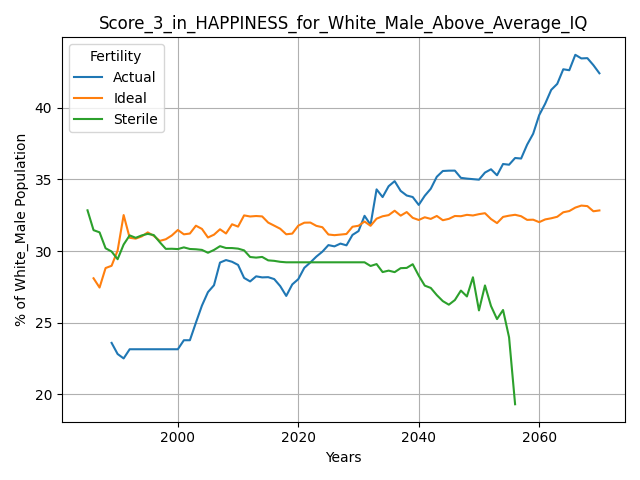 Score_3_in_HAPPINESS_for_White_Male_Above_Average_IQ
Fertility
Actual
Ideal
Sterile
% of White_Male Population
40
35
30
25
20
2000 2020 2040 2060
Years